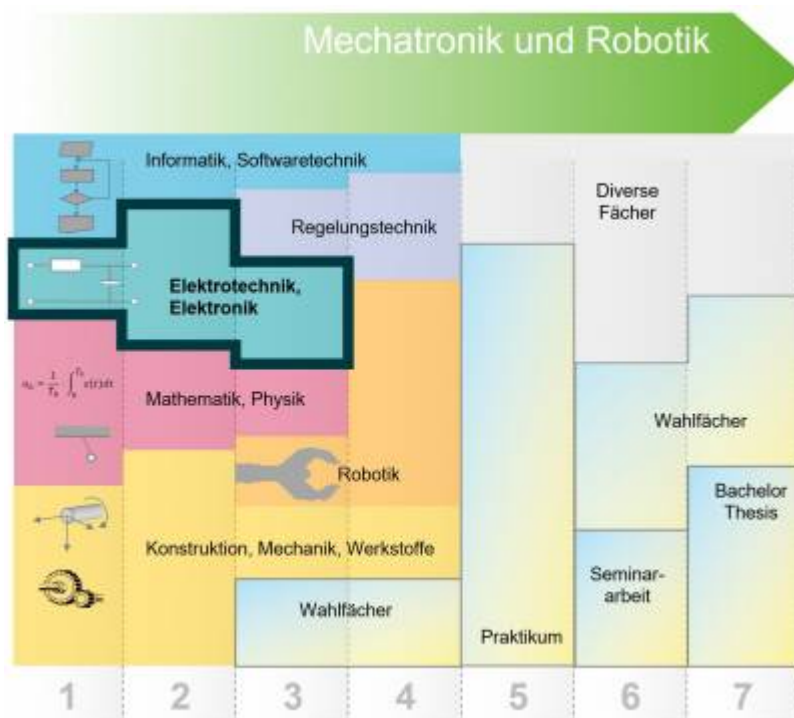 Mechatronik und Robotik
Informatik, Softwaretechnik
Diverse
Fächer
Regelungstechnik
Elektrotechnik,
Elektronik
Mathematik, Physik
Wahlfächer
Robotik
Bachelor
Thesis
Konstruktion, Mechanik, Werkstoffe
Seminar-
arbeit
Wahlfächer
Praktikum
1 2 3 4 5 6 7